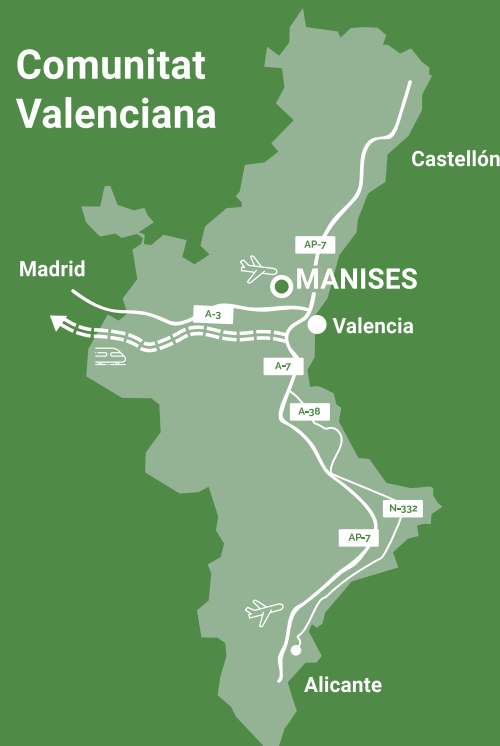 Comunitat
Valenciana
Castellón
AP-7
Madrid
MANISES
A-3
Valencia
A-7
A-38
N-332
AP-7
Alicante